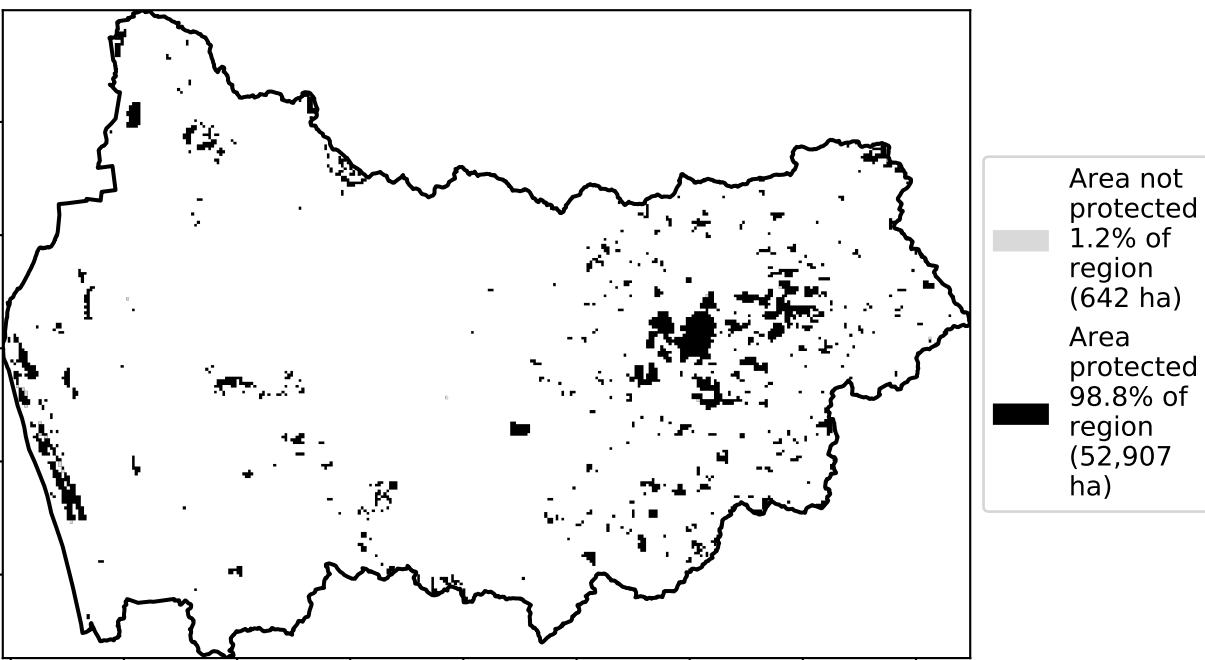 Area not
protected
1.2% of
region
(642 ha)
Area
protected
98.8% of
region
(52,907
ha)